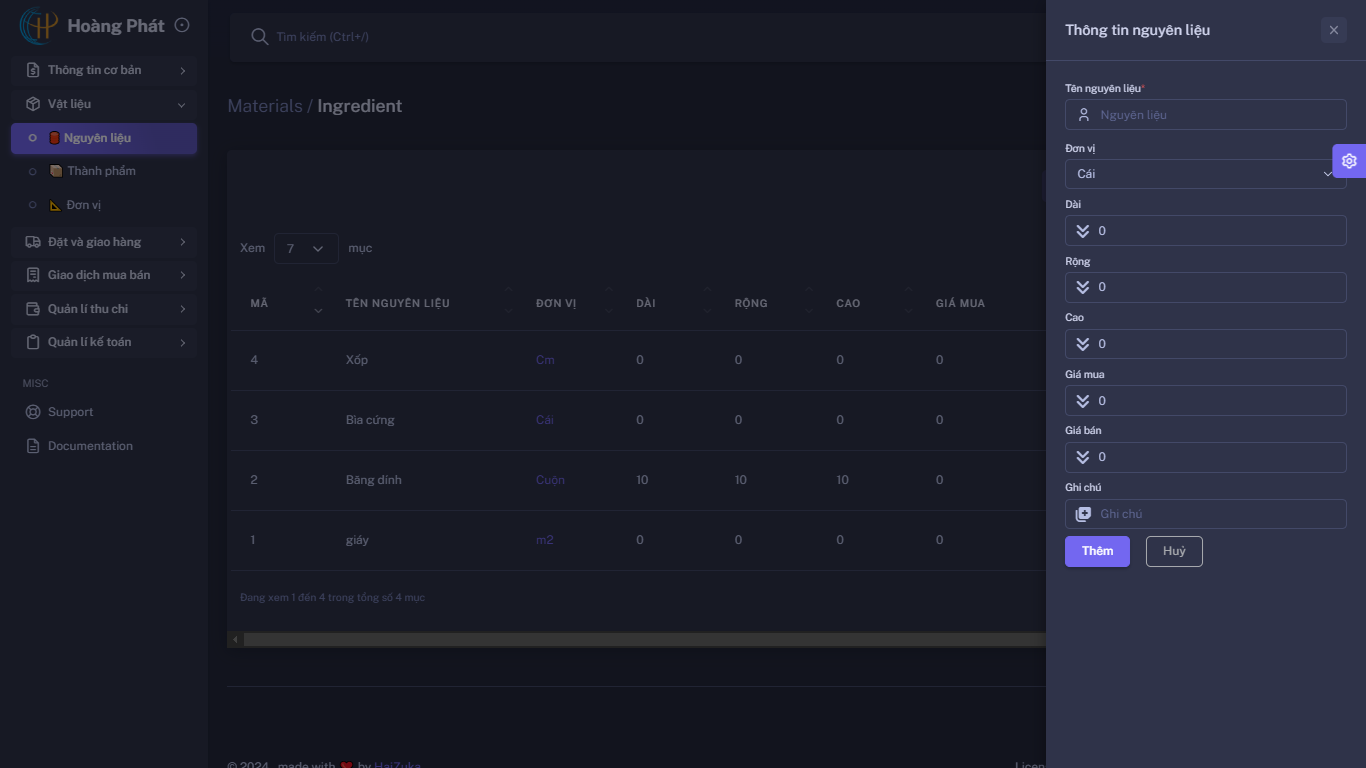 Hoàng Phát
Thông tin cơ bản
Vật liệu
Nguyên liệu
Thành phẩm
Đơn vị
Đặt và giao hàng
Giao dịch mua bán
Quản lí thu chi
Quản lí kế toán
MISC
Support
Documentation
Tìm kiếm (Ctrl+/)
Materials / Ingredient
Xem 7 mục
MÃ TÊN NGUYÊN LIỆU ĐƠN VỊ DÀI RỘNG CAO GIÁ MUA
4 Xốp Cm 0 0 0 0
3 Bìa cứng Cái 0 0 0 0
2 Băng dính Cuộn 10 10 10 0
1 giáy m2 0 0 0 0
Đang xem 1 đến 4 trong tổng số 4 mục
© 2024 made with by HaiZuka
Thông tin nguyên liệu
Tên nguyên liệu*
Nguyên liệu
Đơn vị
Cái
Dài
0
Rộng
0
Cao
0
Giá mua
0
Giá bán
0
Ghi chú
Ghi chú
Thêm Huỷ